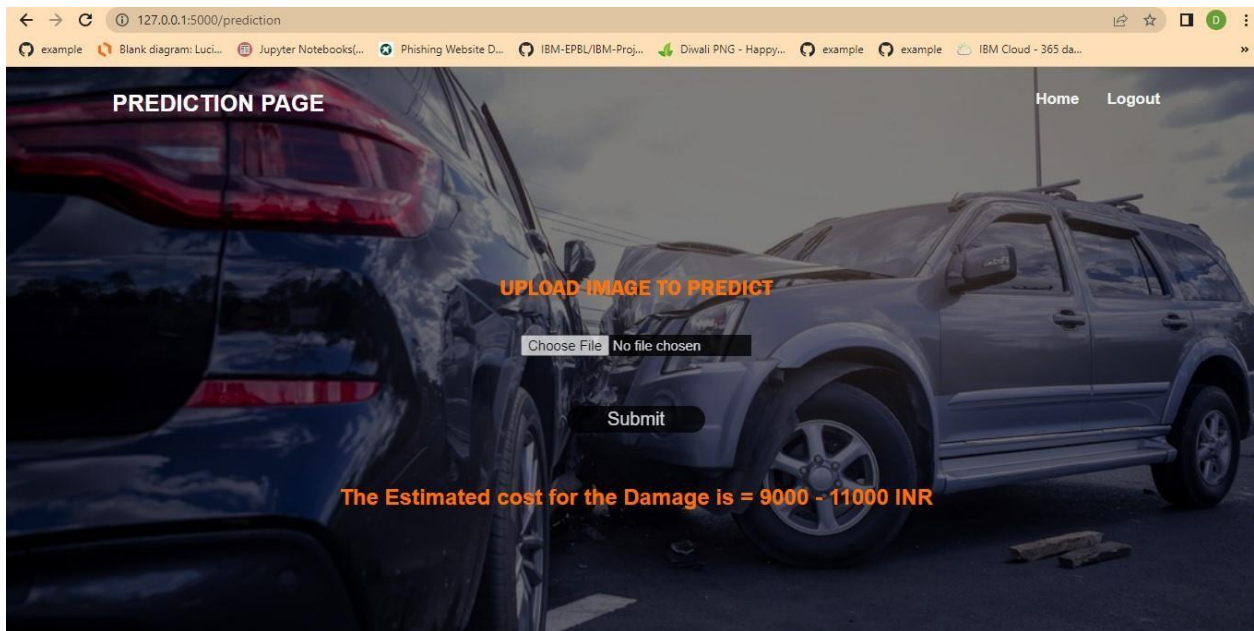 127.0.0.1:5000/prediction
D
example Blank diagram: Luci... Jupyter Notebooks(... Phishing Website D... IBM-EPBL/IBM-Proj... Diwali PNG - Happy... example example IBM Cloud - 365 da... »
PREDICTION PAGE Home Logout
UPLOAD IMAGE TO PREDICT
Choose File No file chosen
Submit
The Estimated cost for the Damage is = 9000 - 11000 INR